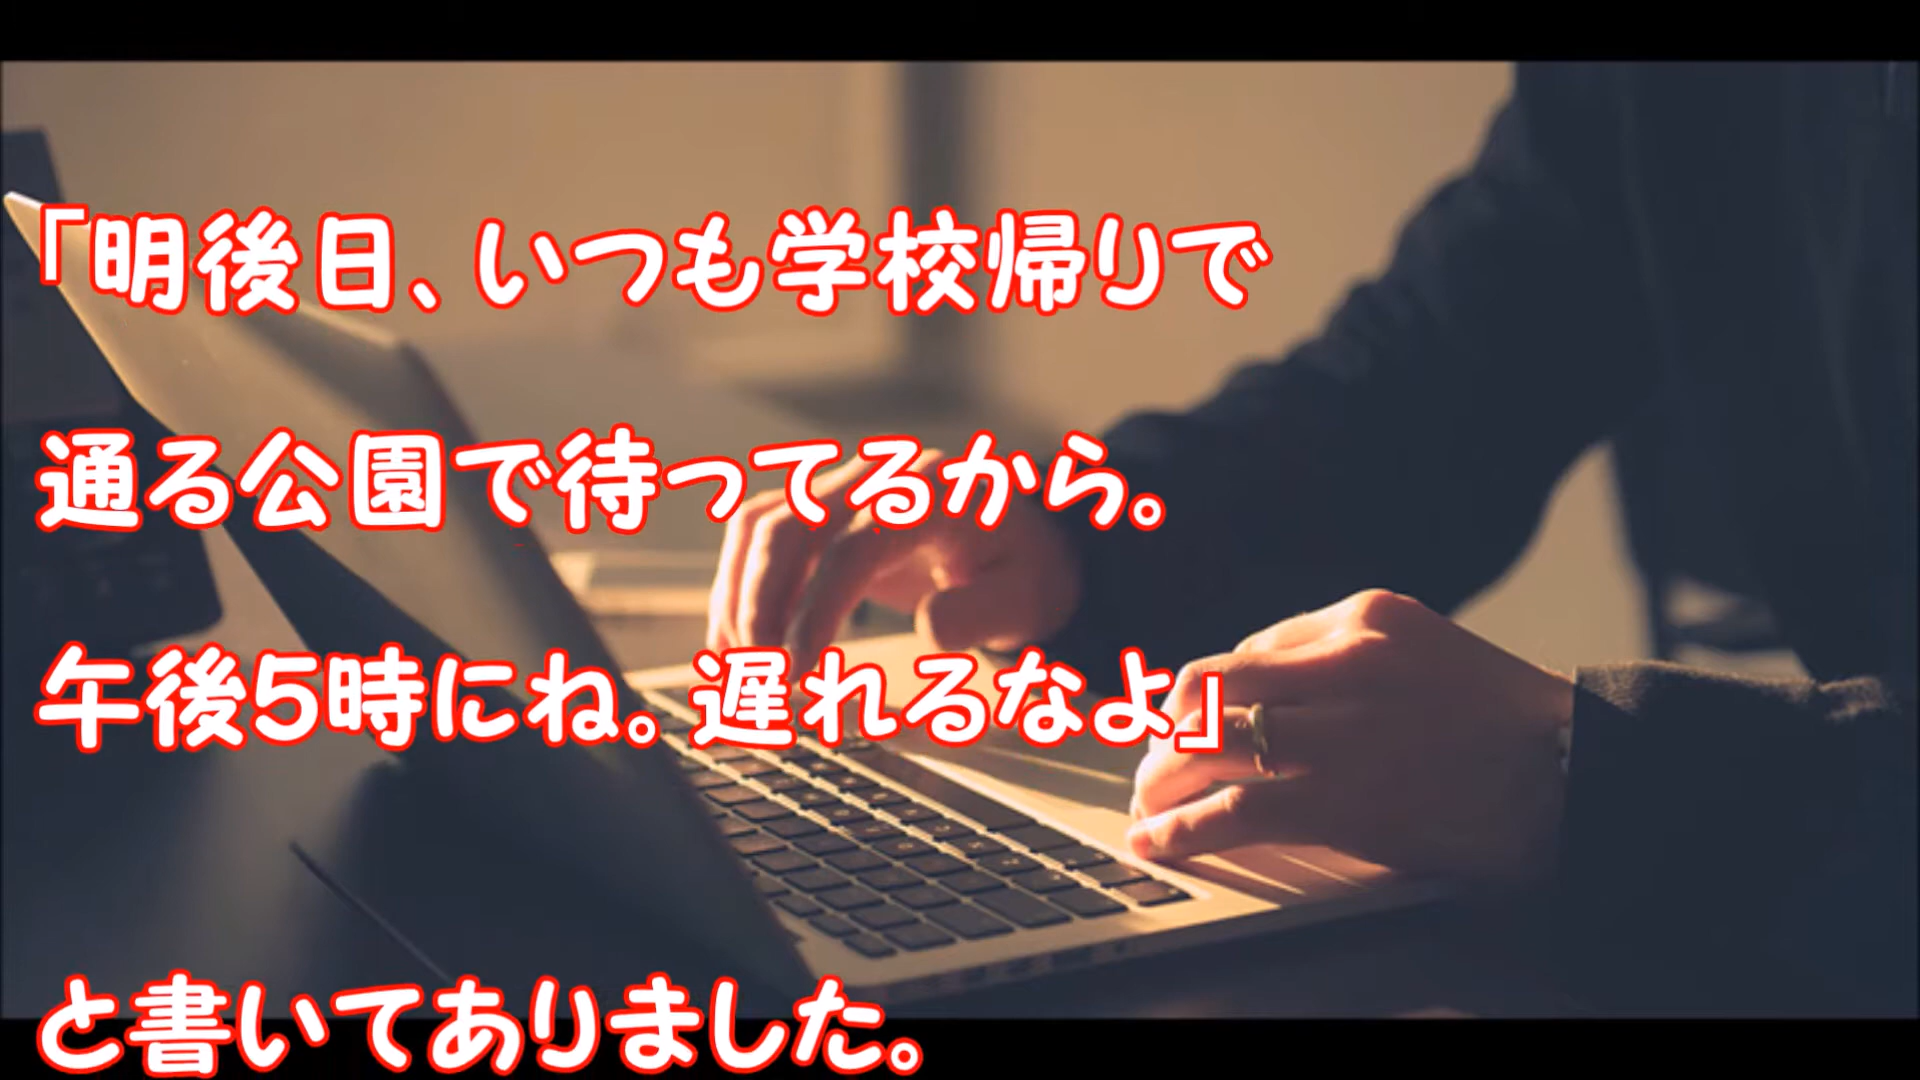 「明後日、いつも学校帰りで
通る公園で待ってるから。
午後5時にね。遅れるなよ」
と書いてありました。